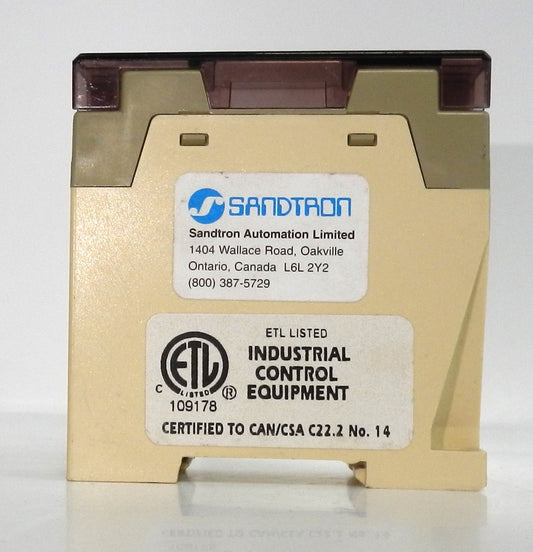 SANDTRON
Sandtron Automation Limited
1404 Wallace Road, Oakville
Ontario, Canada L6L 2Y2
(800) 387-5729
ETL LISTED
INDUSTRIAL
CONTROL
EQUIPMENT
ETL
LISTED
C ®
109178
CERTIFIED TO CAN/CSA C22.2 No. 14